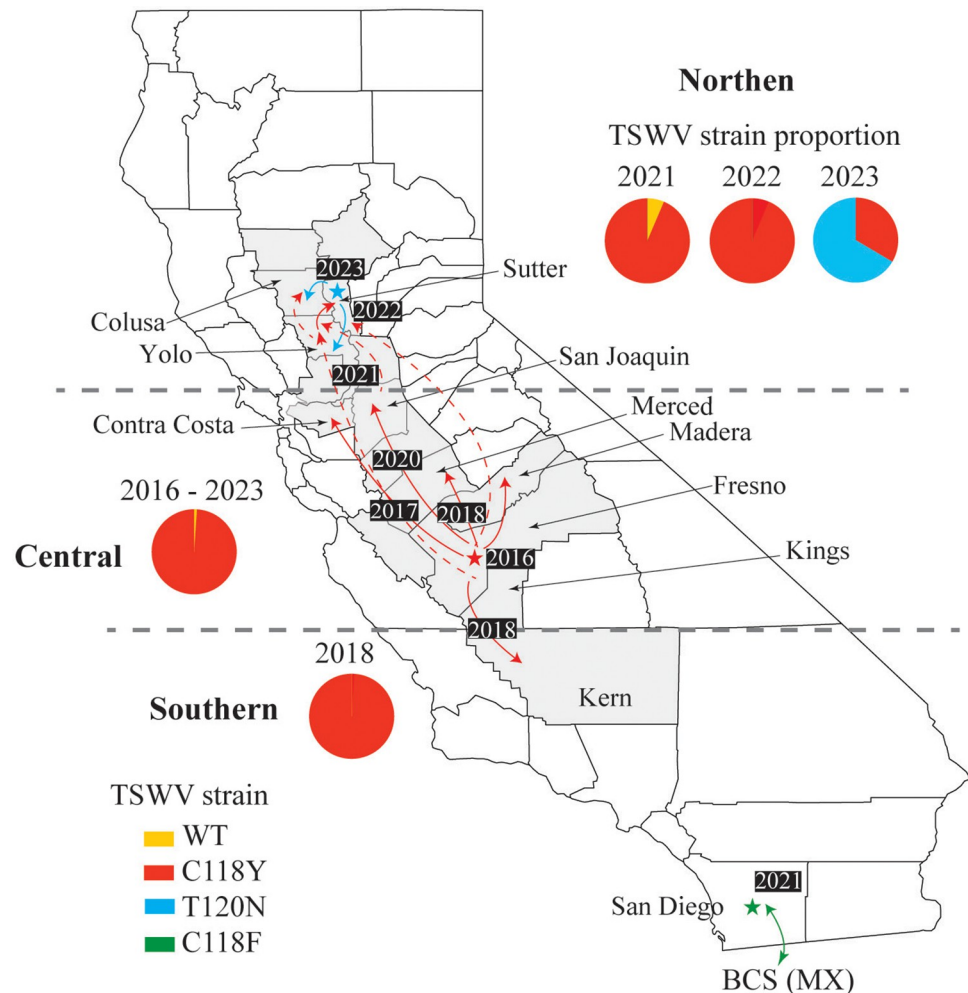 Northen
TSWV strain proportion
2021 2022 2023
2023
Sutter
2022
Colusa
Yolo
San Joaquin
2021
Merced
Contra Costa
Madera
2020
Fresno
2016 - 2023
2017
2018
Central
2016
Kings
2018
2018
Southern
Kern
TSWV strain
WT
C118Y
T120N
C118F
2021
San Diego
BCS (MX)